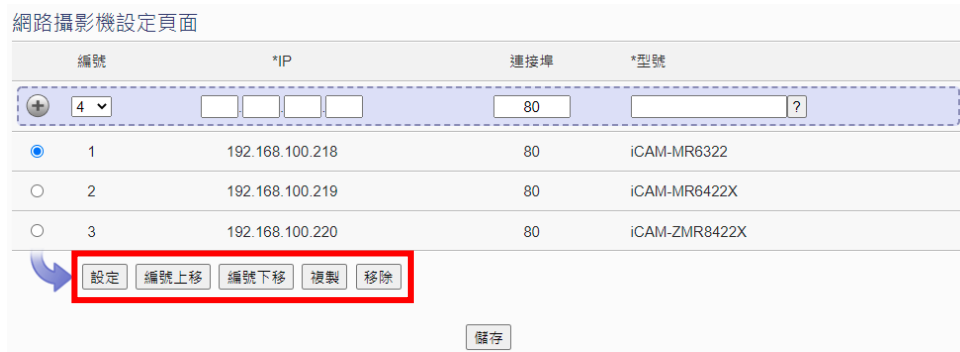 網路攝影機設定頁面
編號 *IP 連接埠 *型號
4 . . . 80 ?
1 192.168.100.218 80 iCAM-MR6322
2 192.168.100.219 80 iCAM-MR6422X
3 192.168.100.220 80 iCAM-ZMR8422X
設定 編號上移 編號下移 複製 移除
儲存